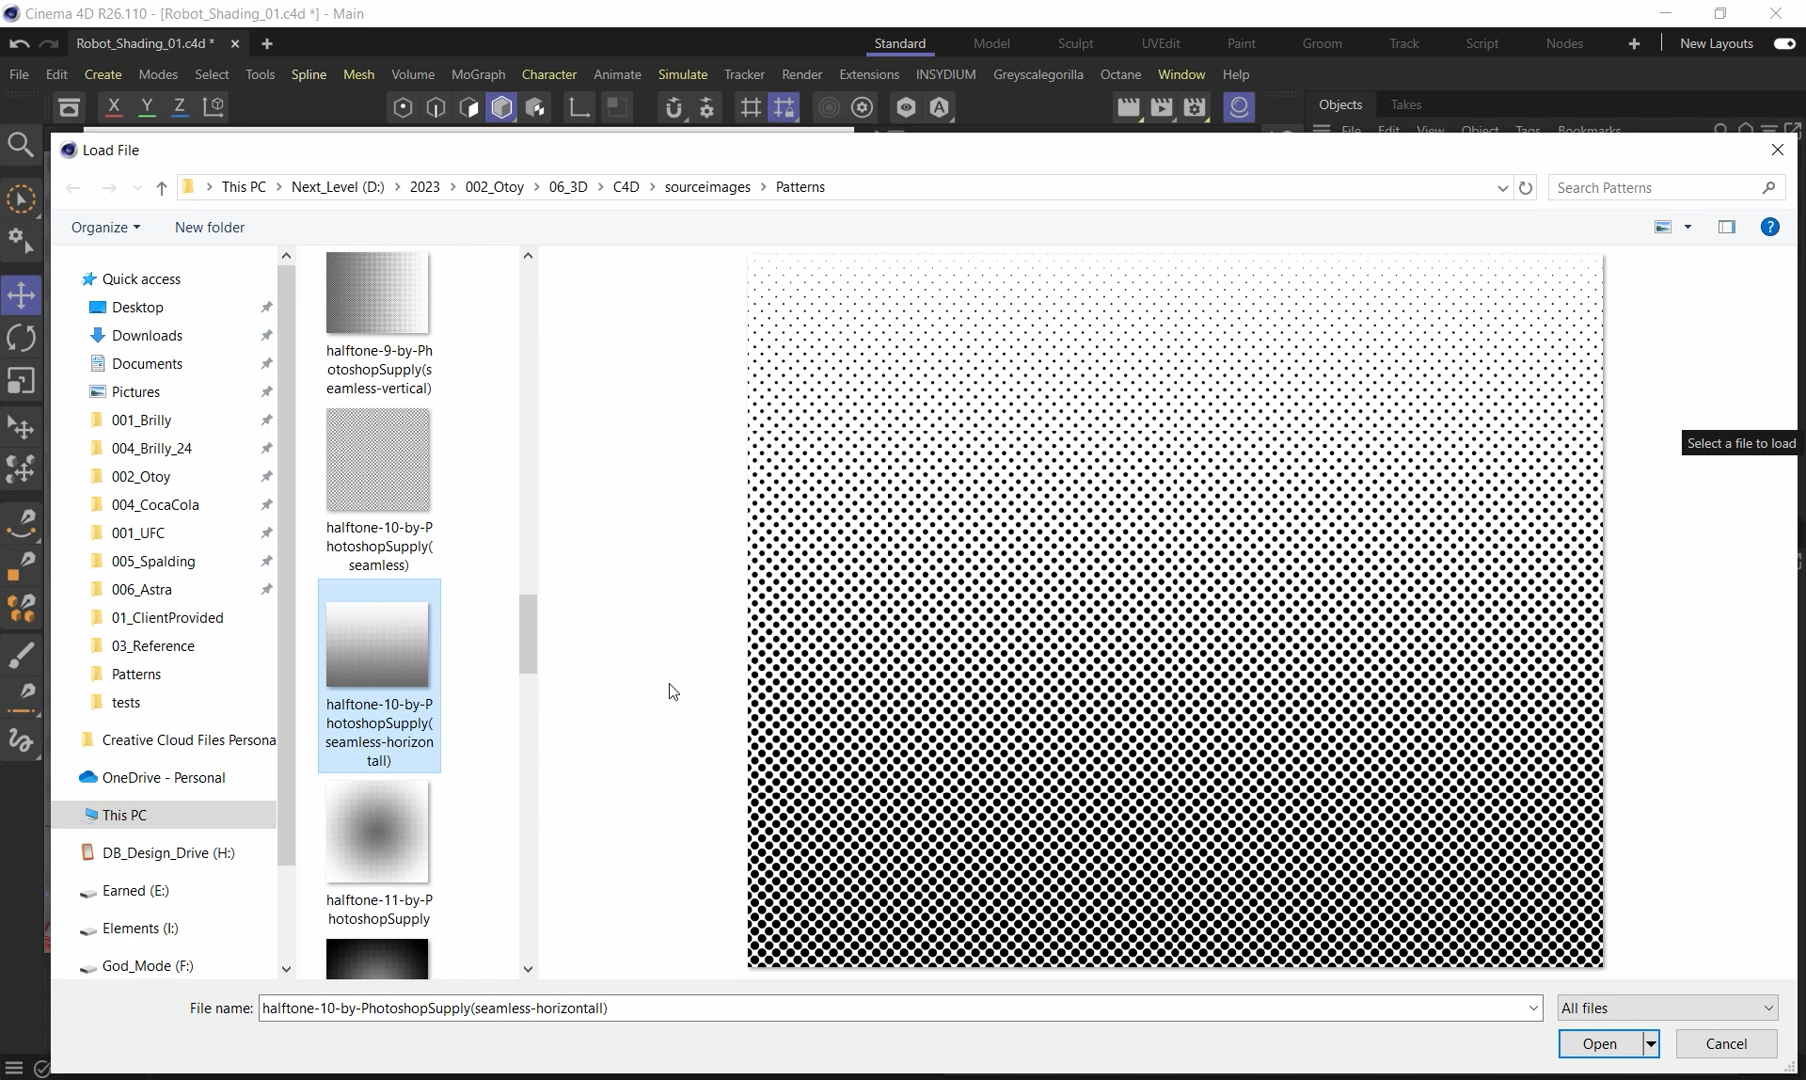 Cinema 4D R26.110 - [Robot_Shading_01.c4d *] - Main
Robot_Shading_01.c4d *
Standard Model Sculpt UVEdit Paint Groom Track Script Nodes New Layouts
File Edit Create Modes Select Tools Spline Mesh Volume MoGraph Character Animate Simulate Tracker Render Extensions INSYDIUM Greyscalegorilla Octane Window Help
X Y Z
Objects Takes
File Edit View Object Tags Bookmarks
Load File
This PC > Next_Level (D:) > 2023 > 002_Otoy > 06_3D > C4D > sourceimages > Patterns
Search Patterns
Organize
New folder
Quick access
Desktop
Downloads
Documents
Pictures
001_Brilly
004_Brilly_24
002_Otoy
004_CocaCola
001_UFC
005_Spalding
006_Astra
01_ClientProvided
03_Reference
Patterns
tests
Creative Cloud Files Persona
OneDrive - Personal
This PC
DB_Design_Drive (H:)
Earned (E:)
Elements (I:)
God_Mode (F:)
halftone-9-by-Ph
otoshopSupply(s
eamless-vertical)
halftone-10-by-P
hotoshopSupply(
seamless)
halftone-10-by-P
hotoshopSupply(
seamless-horizon
tall)
halftone-11-by-P
hotoshopSupply
Select a file to load
File name: halftone-10-by-PhotoshopSupply(seamless-horizontall)
All files
Open
Cancel